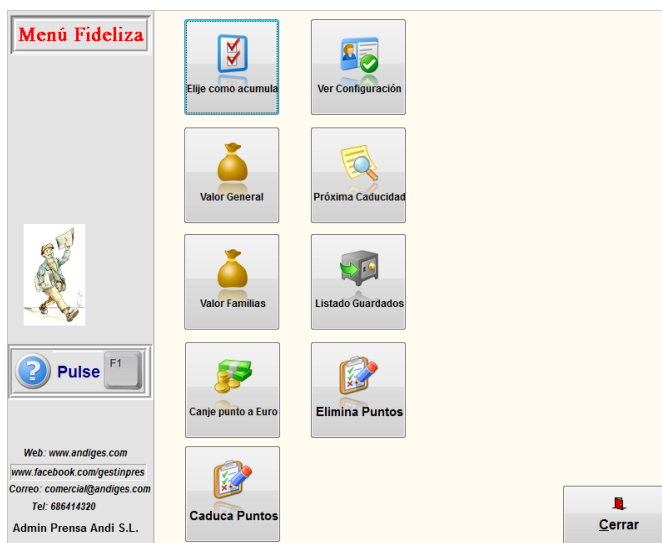 Menú Fideliza
Elije como acumula
Ver Configuración
Valor General
Próxima Caducidad
Valor Familias
Listado Guardados
Canje punto a Euro
Elimina Puntos
Caduca Puntos
Pulse
F1
Web: www.andiges.com
www.facebook.com/gestinpres
Correo: comercial@andiges.com
Tel: 686414320
Admin Prensa Andi S.L.
Cerrar